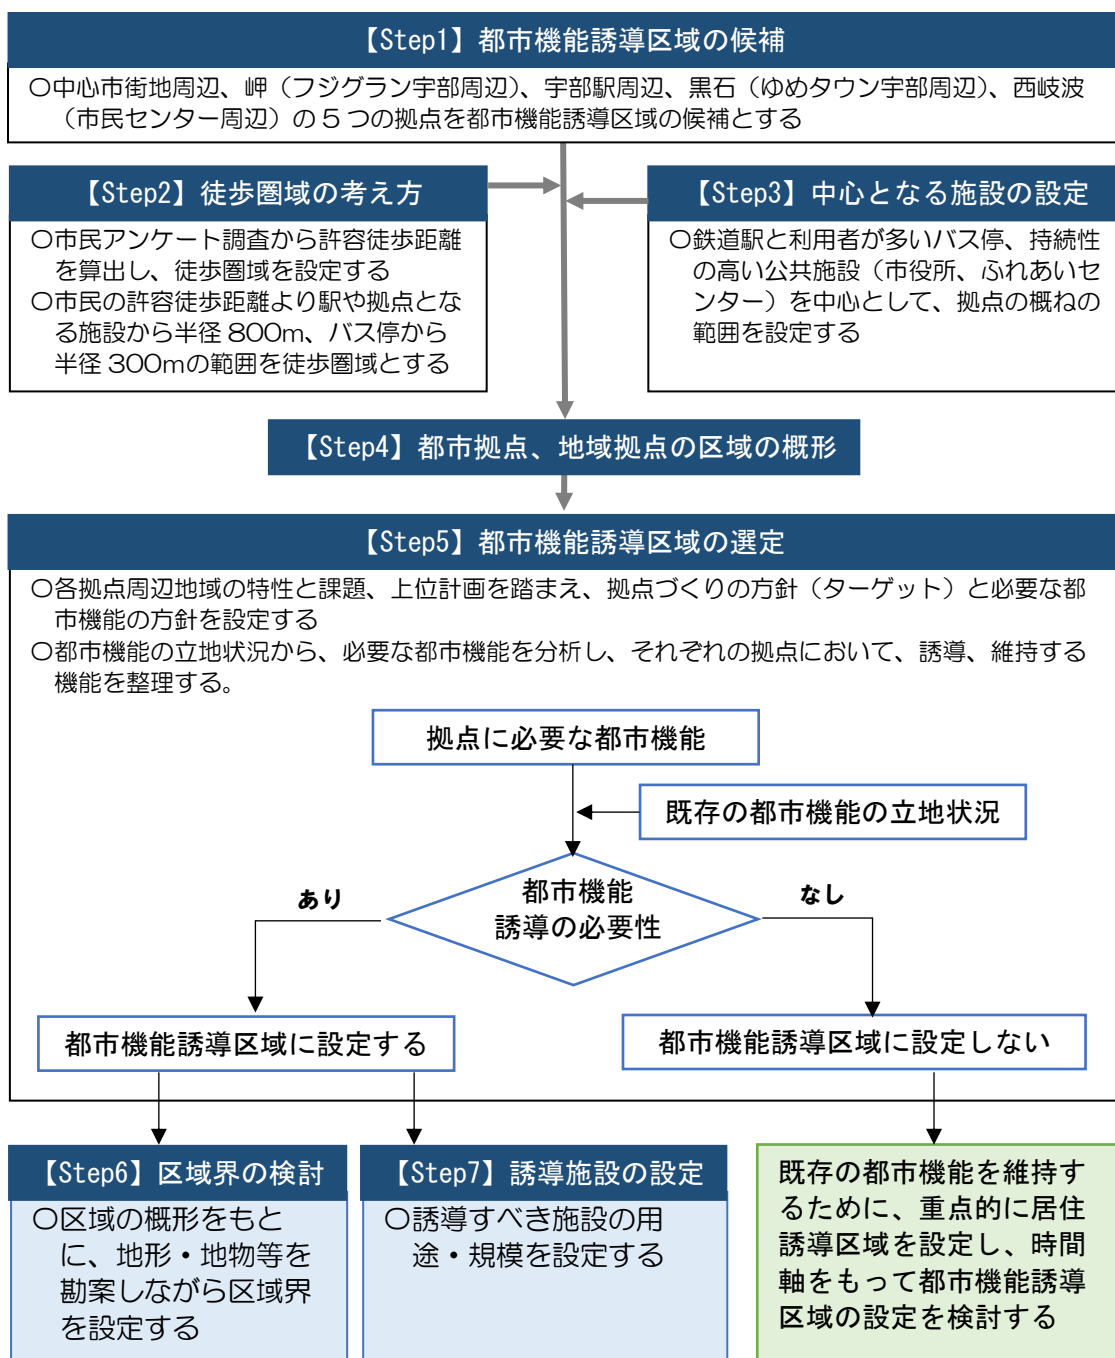 【Step1】都市機能誘導区域の候補
〇中心市街地周辺、岬（フジグラン宇部周辺）、宇部駅周辺、黒石（ゆめタウン宇部周辺）、西岐波
（市民センター周辺）の５つの拠点を都市機能誘導区域の候補とする
【Step2】徒歩圏域の考え方
〇市民アンケート調査から許容徒歩距離
を算出し、徒歩圏域を設定する
〇市民の許容徒歩距離より駅や拠点とな
る施設から半径 800m、バス停から
半径 300mの範囲を徒歩圏域とする
【Step3】中心となる施設の設定
〇鉄道駅と利用者が多いバス停、持続性
の高い公共施設（市役所、ふれあいセ
ンター）を中心として、拠点の概ねの
範囲を設定する
【Step4】都市拠点、地域拠点の区域の概形
【Step5】都市機能誘導区域の選定
〇各拠点周辺地域の特性と課題、上位計画を踏まえ、拠点づくりの方針（ターゲット）と必要な都
市機能の方針を設定する
〇都市機能の立地状況から、必要な都市機能を分析し、それぞれの拠点において、誘導、維持する
機能を整理する。
拠点に必要な都市機能
既存の都市機能の立地状況
都市機能
誘導の必要性
あり
なし
都市機能誘導区域に設定する
都市機能誘導区域に設定しない
【Step6】区域界の検討
〇区域の概形をもと
に、地形・地物等を
勘案しながら区域界
を設定する
【Step7】誘導施設の設定
〇誘導すべき施設の用
途・規模を設定する
既存の都市機能を維持す
るために、重点的に居住
誘導区域を設定し、時間
軸をもって都市機能誘導
区域の設定を検討する